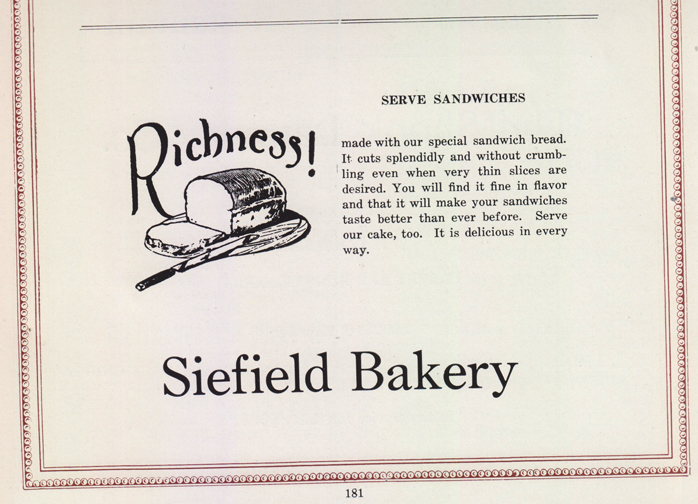 SERVE SANDWICHES
Richness!
made with our special sandwich bread.
It cuts splendidly and without crumb-
ling even when very thin slices are
desired. You will find it fine in flavor
and that it will make your sandwiches
taste better than ever before. Serve
our cake, too. It is delicious in every
way.
Siefield Bakery
181